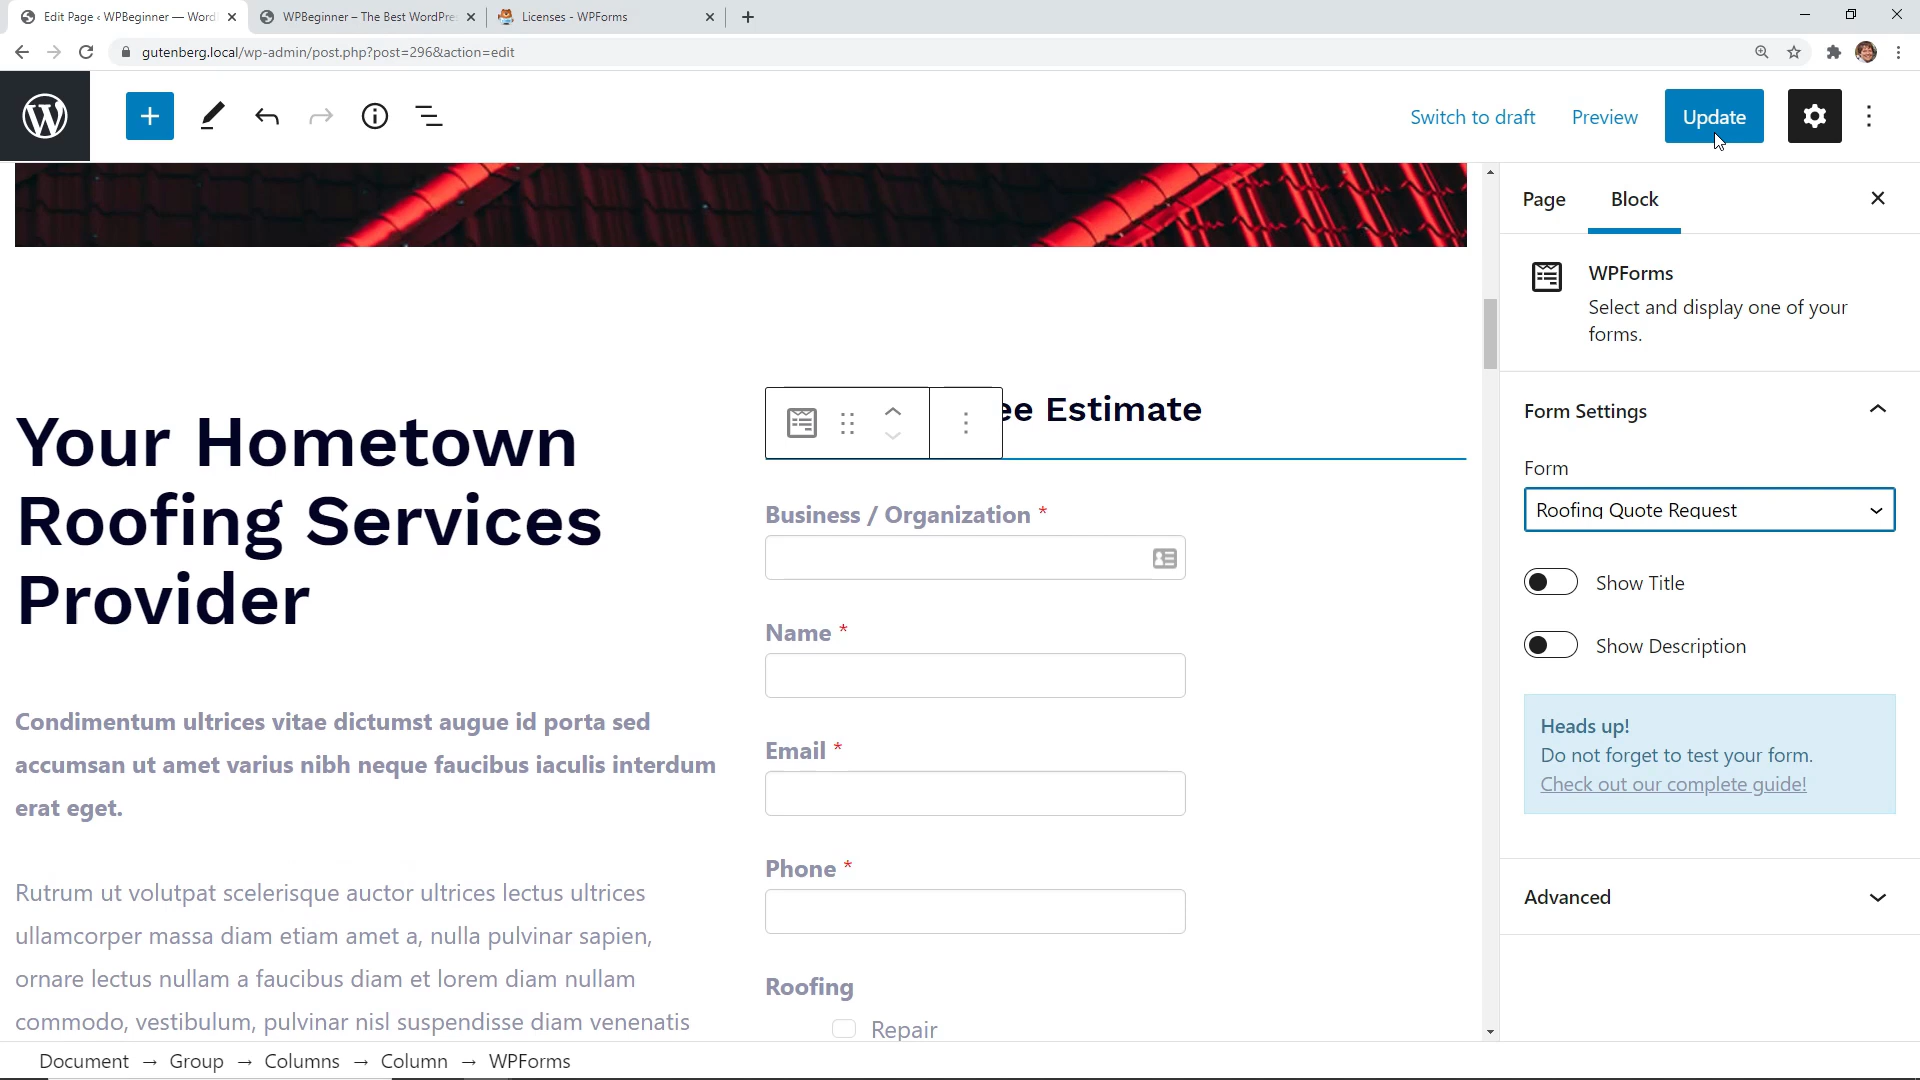 Edit Page ‹ WPBeginner — Word
WPBeginner – The Best WordPre
Licenses - WPForms
gutenberg.local/wp-admin/post.php?post=296&action=edit
Switch to draft
Preview
Update
Page
Block
WPForms
Select and display one of your
forms.
Form Settings
Form
Roofing Quote Request
Show Title
Show Description
Heads up!
Do not forget to test your form.
Check out our complete guide!
Advanced
Your Hometown
Roofing Services
Provider
Condimentum ultrices vitae dictumst augue id porta sed
accumsan ut amet varius nibh neque faucibus iaculis interdum
erat eget.
Rutrum ut volutpat scelerisque auctor ultrices lectus ultrices
ullamcorper massa diam etiam amet a, nulla pulvinar sapien,
ornare lectus nullam a faucibus diam et lorem diam nullam
commodo, vestibulum, pulvinar nisl suspendisse diam venenatis
ee Estimate
Business / Organization *
Name *
Email *
Phone *
Roofing
Repair
Document → Group → Columns → Column → WPForms